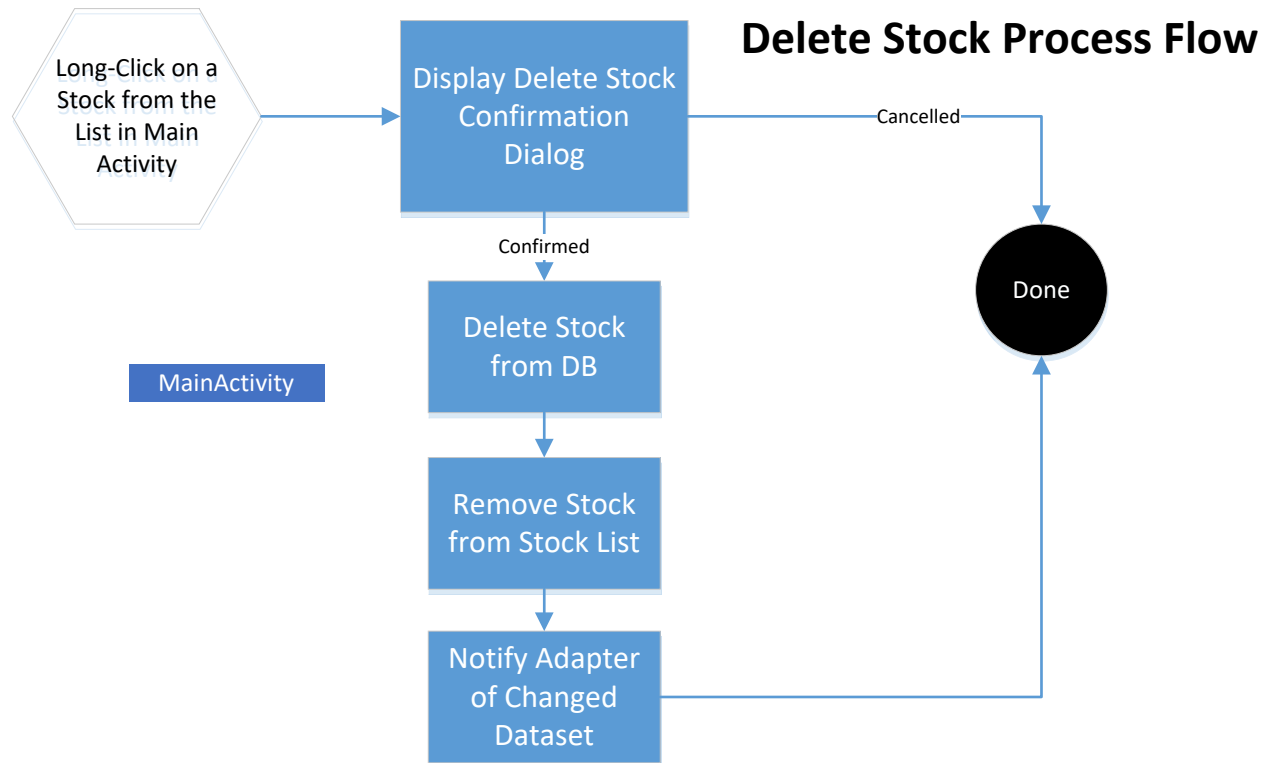 Delete Stock Process Flow
Long-Click on a
Stock from the
List in Main
Activity
Display Delete Stock
Confirmation
Dialog
Cancelled
Confirmed
Done
Delete Stock
from DB
MainActivity
Remove Stock
from Stock List
Notify Adapter
of Changed
Dataset